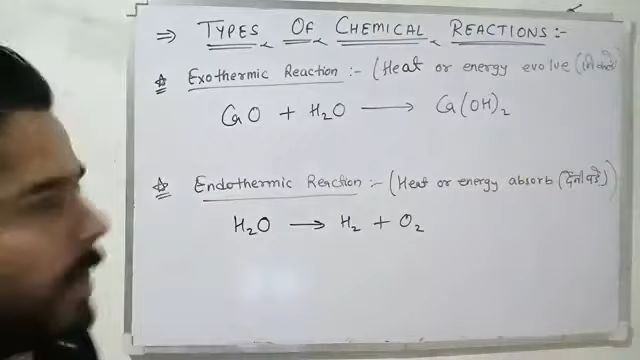 ⇒ TYPES OF CHEMICAL REACTIONS :-
☆ Exothermic Reaction :- (Heat or energy evolve (
CaO + H₂O ⟶ Ca(OH)₂
☆ Endothermic Reaction :- (Heat or energy absorb (देनी पड़े))
H₂O ⟶ H₂ + O₂